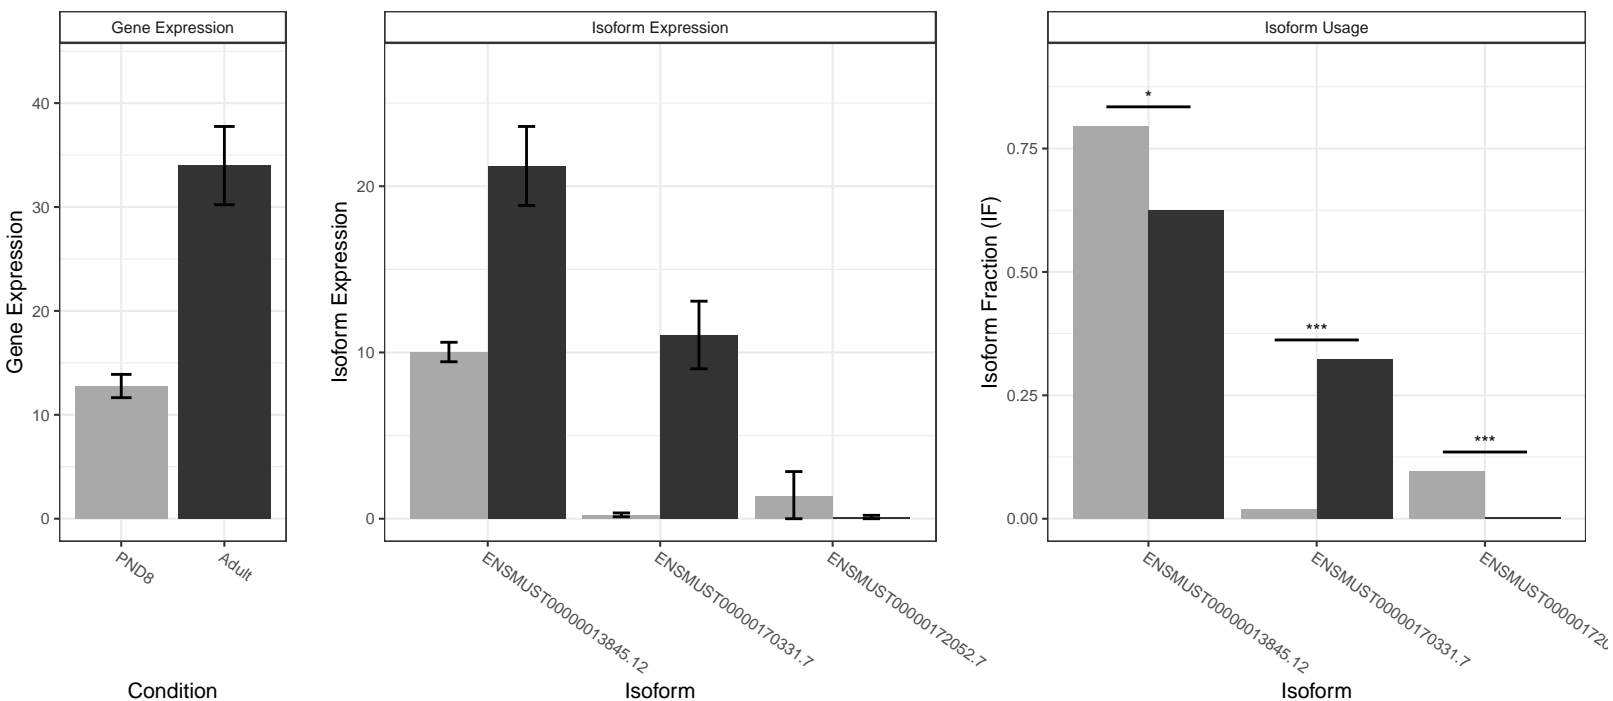 Gene Expression
Gene Expression
40
30
20
10
0
PND8
Adult
Condition
Isoform Expression
Isoform Expression
20
10
0
ENSMUST00000013845.12
ENSMUST00000170331.7
ENSMUST00000172052.7
Isoform
Isoform Usage
Isoform Fraction (IF)
0.75
0.50
0.25
0.00
*
***
***
ENSMUST00000013845.12
ENSMUST00000170331.7
ENSMUST000001720
Isoform